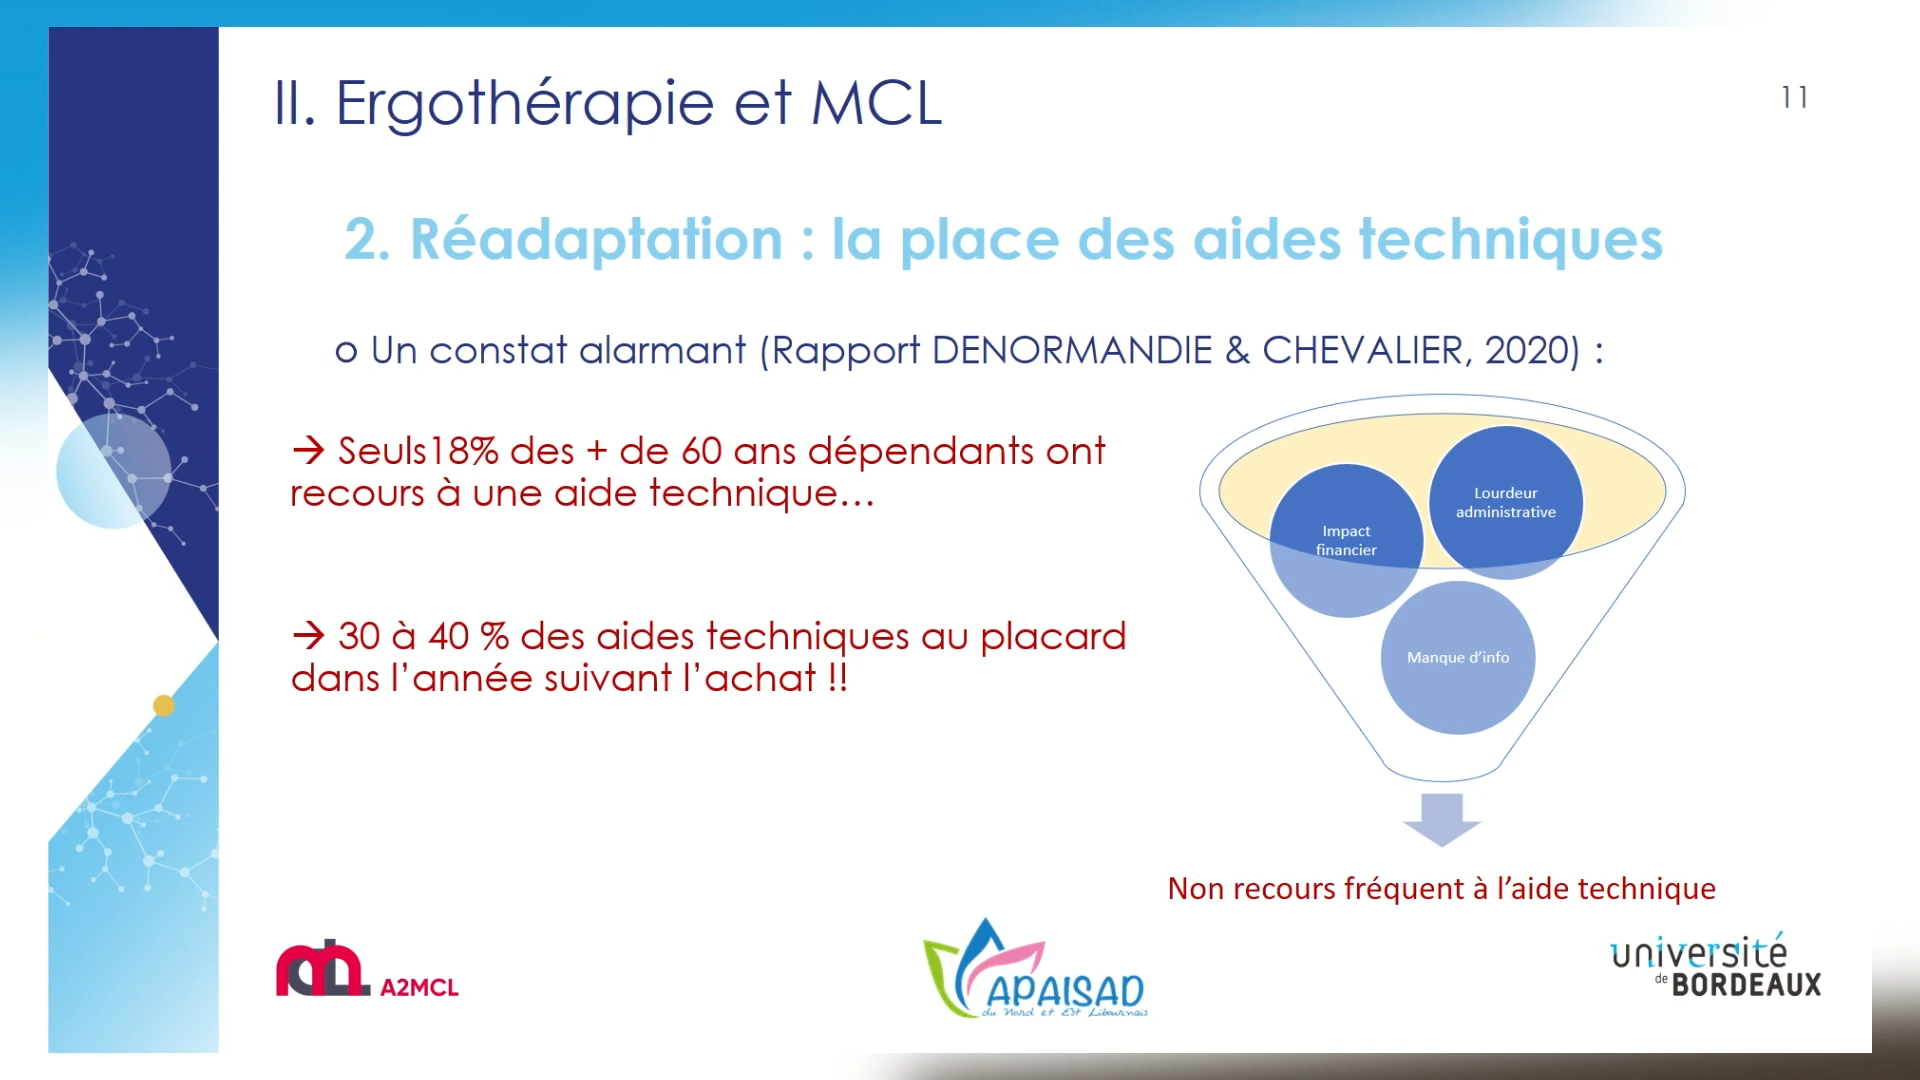 II. Ergothérapie et MCL
11
2. Réadaptation : la place des aides techniques
o Un constat alarmant (Rapport DENORMANDIE & CHEVALIER, 2020) :
→ Seuls18% des + de 60 ans dépendants ont
recours à une aide technique…
→ 30 à 40 % des aides techniques au placard
dans l’année suivant l’achat !!
Impact
financier
Lourdeur
administrative
Manque d’info
Non recours fréquent à l’aide technique
A2MCL
APAISAD
du Nord et Est Libournais
université
de BORDEAUX